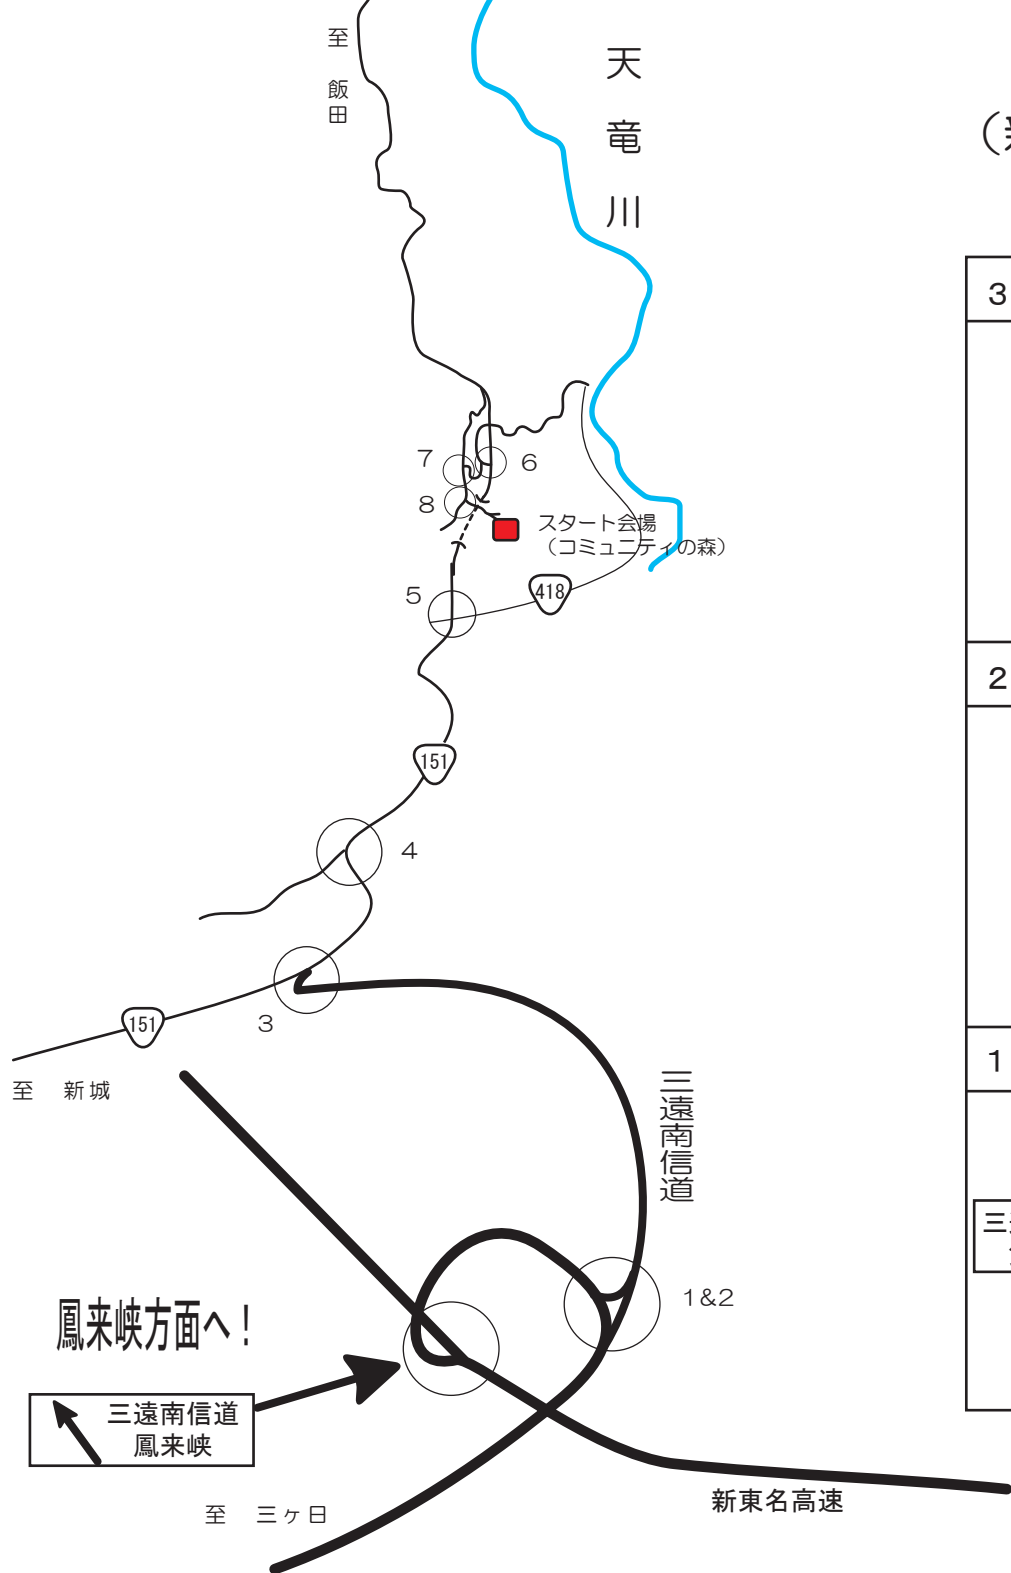 至 飯田
天竜川
3
7
6
8
スタート会場
（コミュニティの森）
5
418
2
151
4
151
3
1
至 新城
三遠南信道
1&2
鳳来峡方面へ！
三遠南信道
鳳来峡
至 三ヶ日
新東名高速